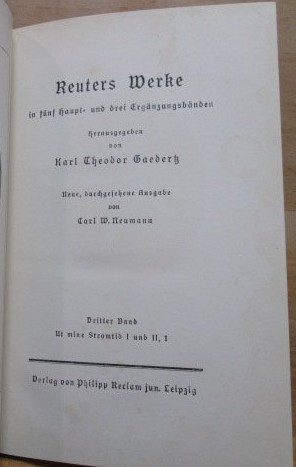 Reuters Werke
in fünf Haupt- und drei Ergänzungsbänden
Herausgegeben
von
Karl Theodor Gaedertz
Neue, durchgesehene Ausgabe
von
Carl W. Neumann
Dritter Band
Ut mine Stromtid I und II, 1
Verlag von Philipp Reclam jun. Leipzig